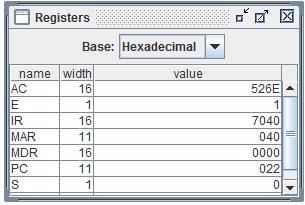 Registers
Base: Hexadecimal
name width value
AC 16 526E
E 1 1
IR 16 7040
MAR 11 040
MDR 16 0000
PC 11 022
S 1 0